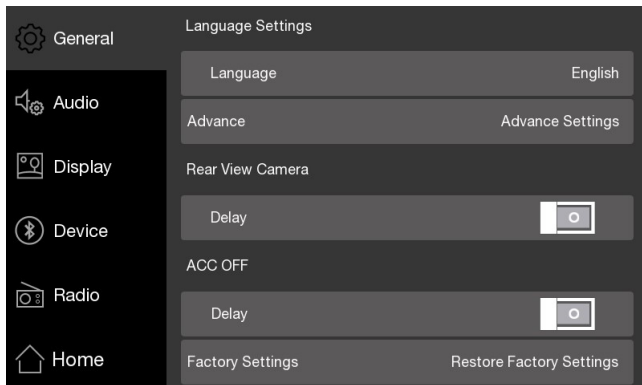 General
Audio
Display
Device
Radio
Home
Language Settings
Language English
Advance Advance Settings
Rear View Camera
Delay
ACC OFF
Delay
Factory Settings Restore Factory Settings